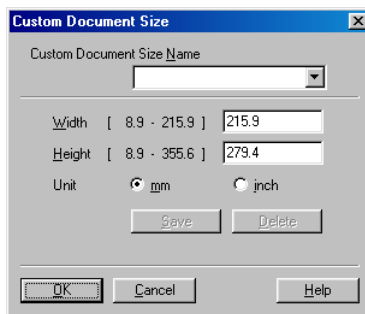 Custom Document Size
Custom Document Size Name
Width [ 8.9 - 215.9 ] 215.9
Height [ 8.9 - 355.6 ] 279.4
Unit mm inch
Save Delete
OK Cancel Help